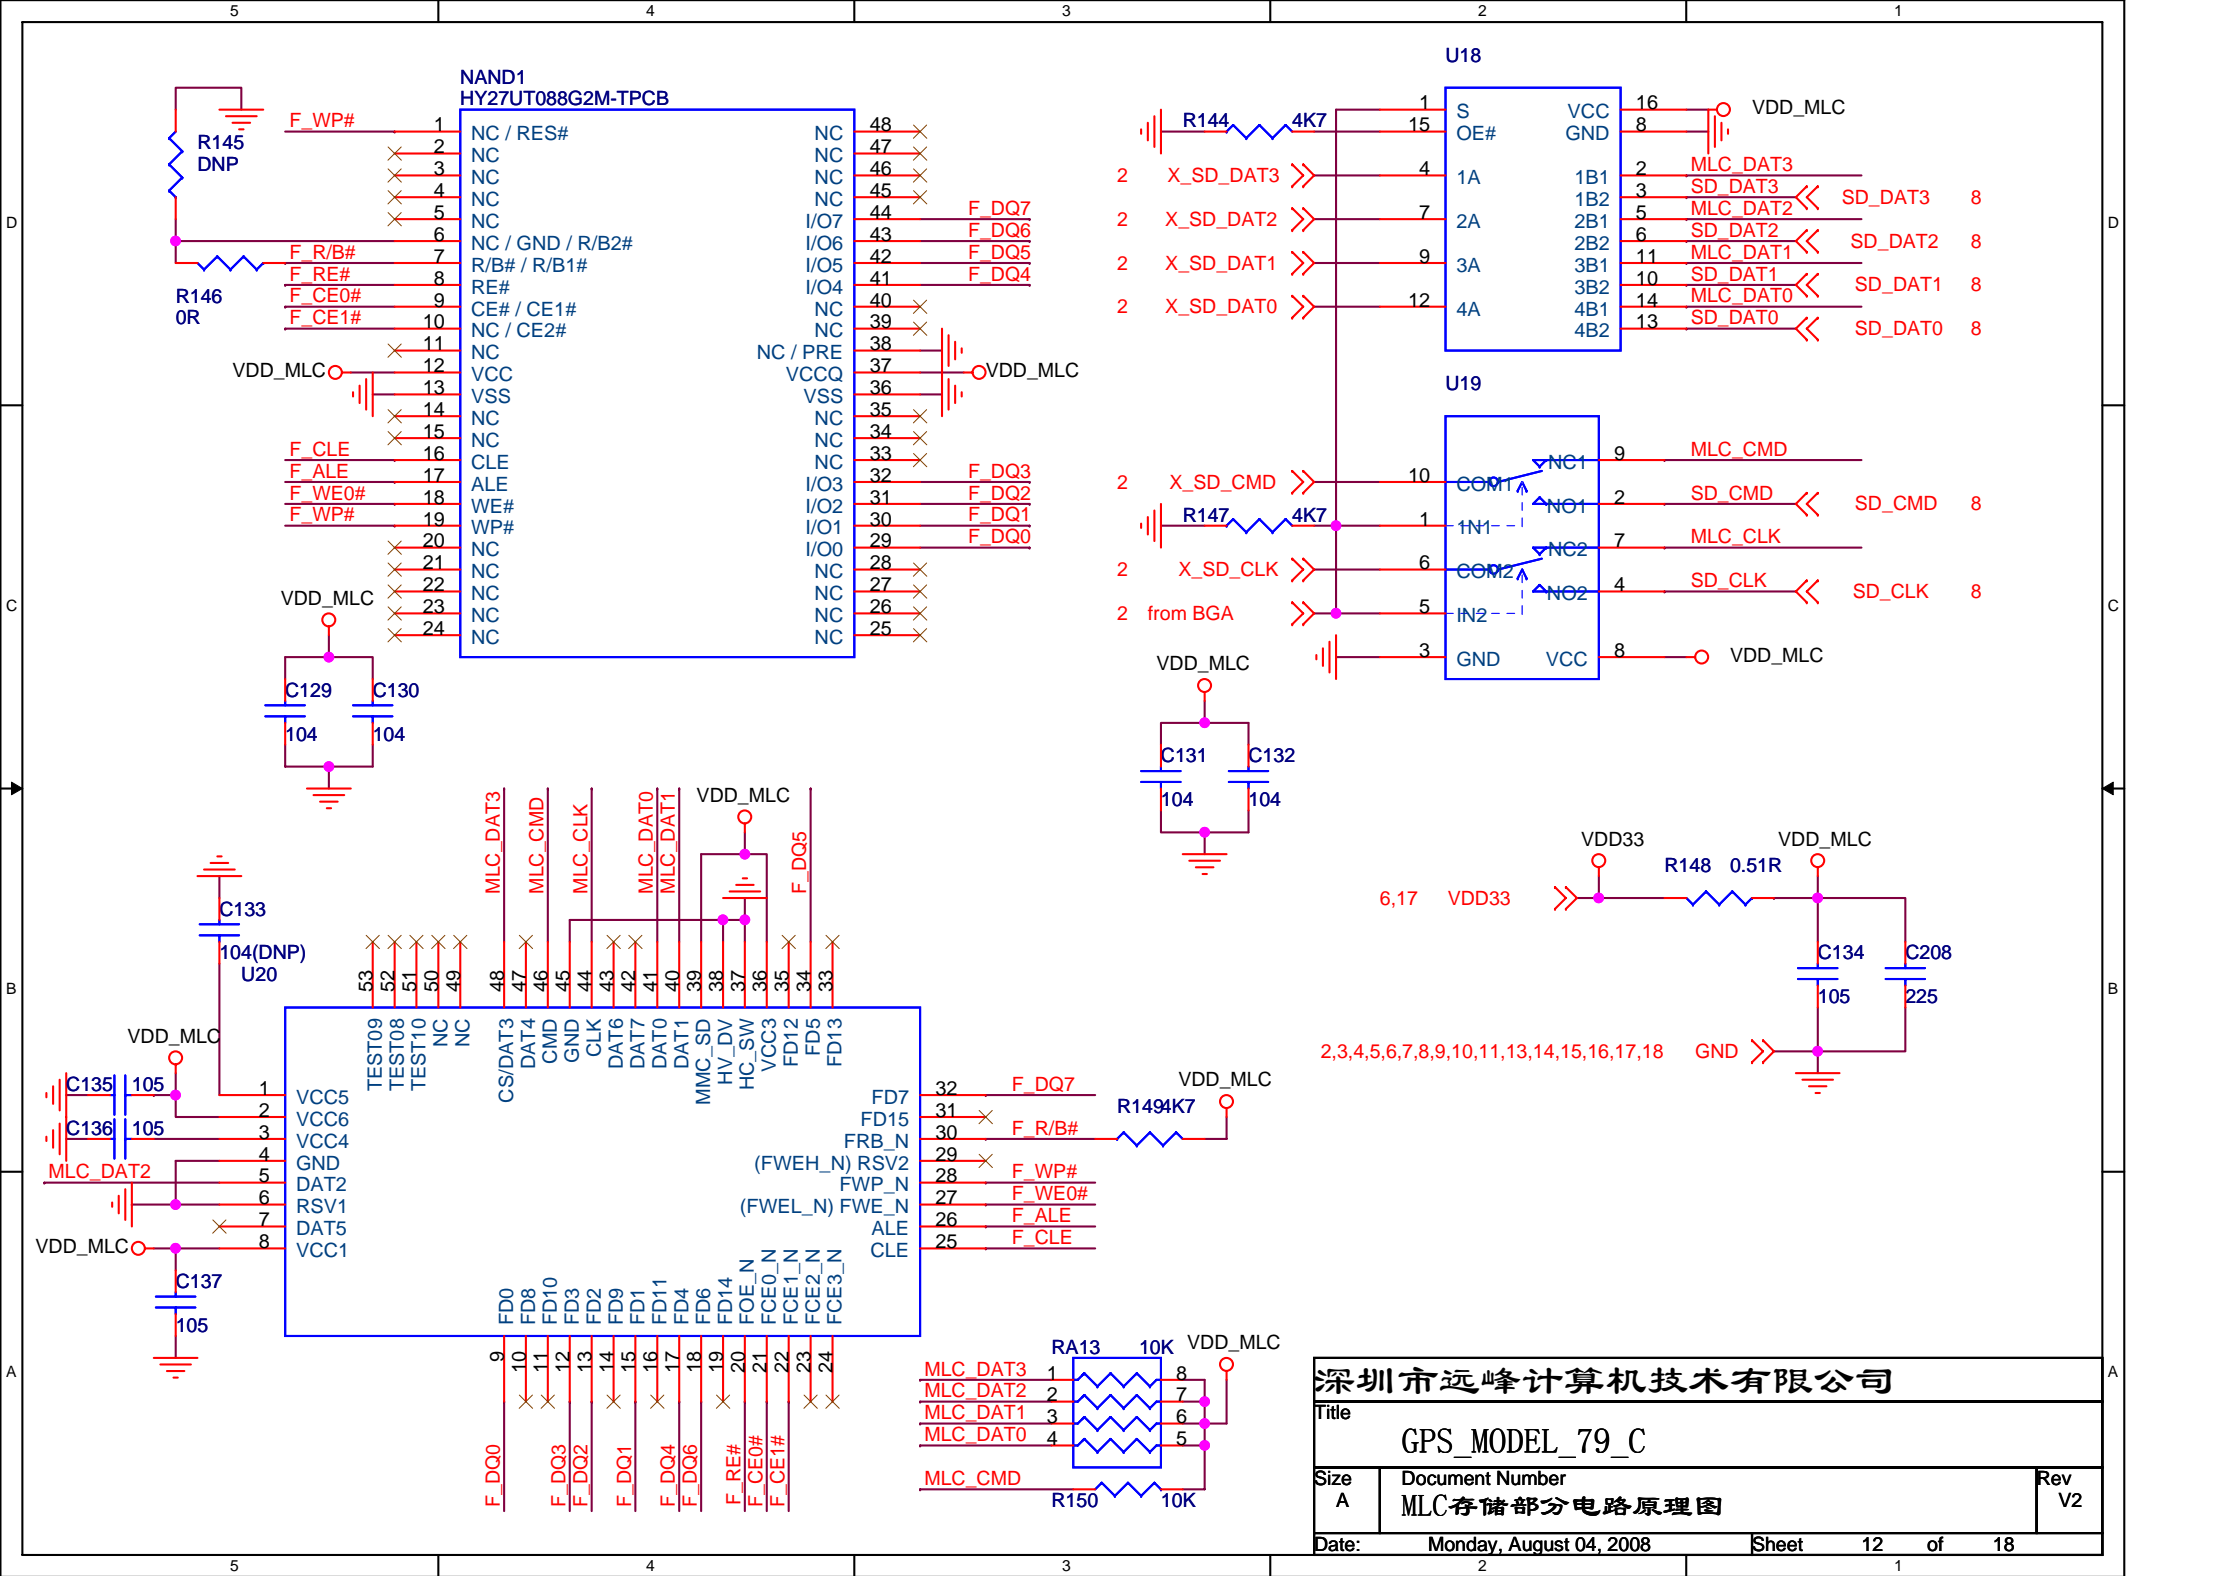 5 4 3 2 1
D
C
B
A
NAND1
HY27UT088G2M-TPCB
R145
DNP
R146
0R
F_WP# 1 NC / RES#
2 NC
3 NC
4 NC
5 NC
6 NC / GND / R/B2#
F_R/B# 7 R/B# / R/B1#
F_RE# 8 RE#
F_CE0# 9 CE# / CE1#
F_CE1# 10 NC / CE2#
11 NC
VDD_MLC 12 VCC
13 VSS
14 NC
15 NC
F_CLE 16 CLE
F_ALE 17 ALE
F_WE0# 18 WE#
F_WP# 19 WP#
20 NC
21 NC
22 NC
23 NC
24 NC
NC 48
NC 47
NC 46
NC 45
I/O7 44 F_DQ7
I/O6 43 F_DQ6
I/O5 42 F_DQ5
I/O4 41 F_DQ4
NC 40
NC 39
NC / PRE 38
VCCQ 37 VDD_MLC
VSS 36
NC 35
NC 34
NC 33
I/O3 32 F_DQ3
I/O2 31 F_DQ2
I/O1 30 F_DQ1
I/O0 29 F_DQ0
NC 28
NC 27
NC 26
NC 25
VDD_MLC
C129 C130
104 104
U18
1 S
R144 4K7 15 OE#
2 X_SD_DAT3 4 1A
2 X_SD_DAT2 7 2A
2 X_SD_DAT1 9 3A
2 X_SD_DAT0 12 4A
VCC 16 VDD_MLC
GND 8
1B1 2 MLC_DAT3
1B2 3 SD_DAT3 SD_DAT3 8
2B1 5 MLC_DAT2
2B2 6 SD_DAT2 SD_DAT2 8
3B1 11 MLC_DAT1
3B2 10 SD_DAT1 SD_DAT1 8
4B1 14 MLC_DAT0
4B2 13 SD_DAT0 SD_DAT0 8
U19
2 X_SD_CMD 10 COM1
R147 4K7 1 IN1
2 X_SD_CLK 6 COM2
2 from BGA 5 IN2
3 GND
NC1 9 MLC_CMD
NO1 2 SD_CMD SD_CMD 8
NC2 7 MLC_CLK
NO2 4 SD_CLK SD_CLK 8
VCC 8 VDD_MLC
VDD_MLC
C131 C132
104 104
VDD33 VDD_MLC
R148 0.51R
6,17 VDD33
C134 C208
105 225
2,3,4,5,6,7,8,9,10,11,13,14,15,16,17,18 GND
C133
104(DNP)
U20
MLC_DAT3 MLC_CMD MLC_CLK MLC_DAT0 MLC_DAT1 VDD_MLC F_DQ5
53 52 51 50 49 48 47 46 45 44 43 42 41 40 39 38 37 36 35 34 33
TEST09 TEST08 TEST10 NC NC CS/DAT3 DAT4 CMD GND CLK DAT6 DAT7 DAT0 DAT1 MMC_SD HV_DV HC_SW VCC3 FD12 FD5 FD13
VDD_MLC
C135 105 1 VCC5
2 VCC6
C136 105 3 VCC4
4 GND
MLC_DAT2 5 DAT2
6 RSV1
7 DAT5
VDD_MLC 8 VCC1
C137
105
FD7 32 F_DQ7
FD15 31
FRB_N 30 F_R/B# R149 4K7 VDD_MLC
(FWEH_N) RSV2 29
FWP_N 28 F_WP#
(FWEL_N) FWE_N 27 F_WE0#
ALE 26 F_ALE
CLE 25 F_CLE
FD0 FD8 FD10 FD3 FD2 FD9 FD1 FD11 FD4 FD6 FD14 FOE_N FCE0_N FCE1_N FCE2_N FCE3_N
9 10 11 12 13 14 15 16 17 18 19 20 21 22 23 24
F_DQ0 F_DQ3 F_DQ2 F_DQ1 F_DQ4 F_DQ6 F_RE# F_CE0# F_CE1#
RA13 10K VDD_MLC
MLC_DAT3 1 8
MLC_DAT2 2 7
MLC_DAT1 3 6
MLC_DAT0 4 5
MLC_CMD
R150 10K
深圳市远峰计算机技术有限公司
Title
GPS_MODEL_79_C
Size Document Number Rev
A MLC存储部分电路原理图 V2
Date: Monday, August 04, 2008 Sheet 12 of 18
D
C
B
A
5 4 3 2 1